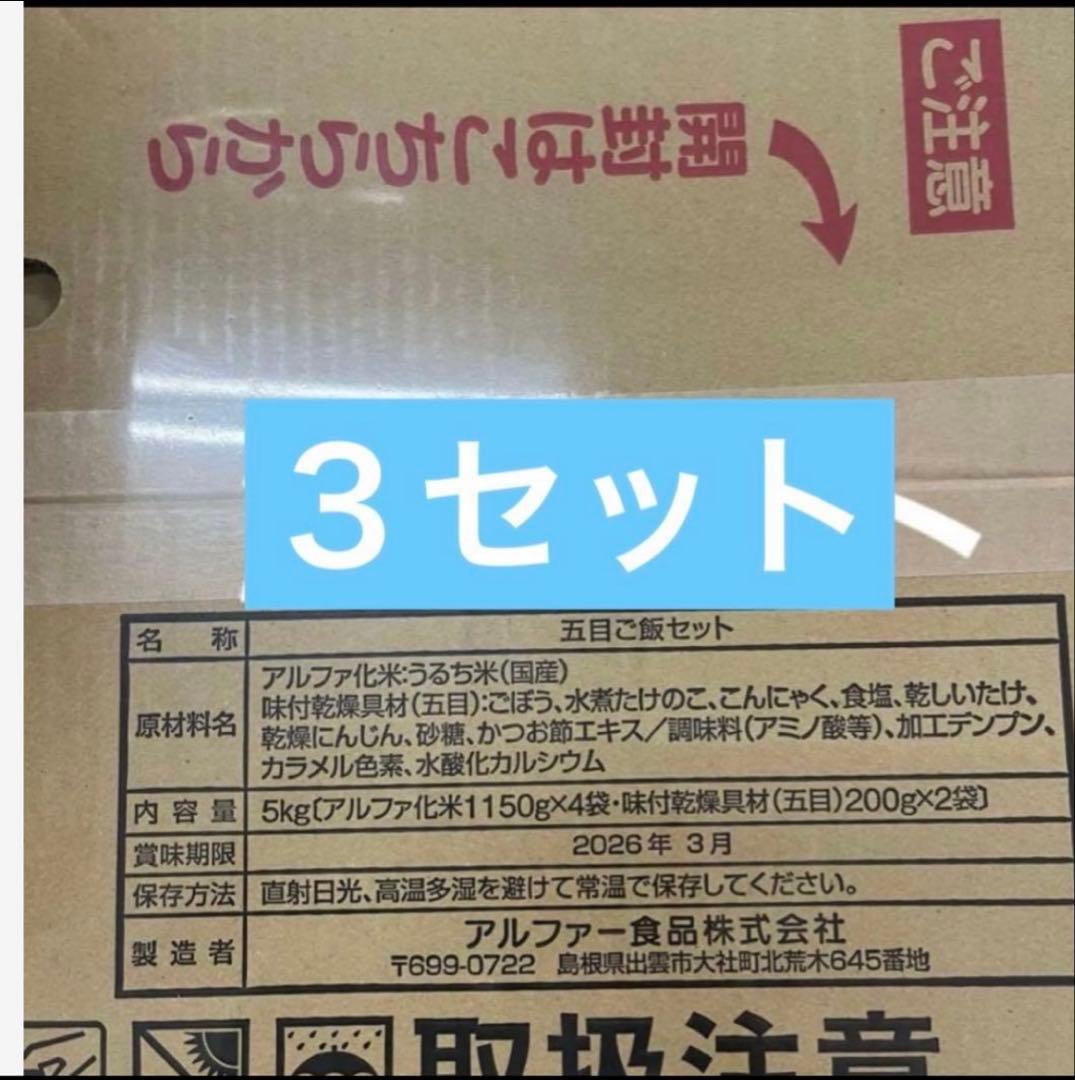 ご注意
開封はこちらから
3セット
名称 五目ご飯セット
原材料名 アルファ化米:うるち米(国産)
味付乾燥具材(五目):ごぼう、水煮たけのこ、こんにゃく、食塩、乾しいたけ、
乾燥にんじん、砂糖、かつお節エキス/調味料(アミノ酸等)、加工デンプン、
カラメル色素、水酸化カルシウム
内容量 5kg〔アルファ化米1150g×4袋・味付乾燥具材(五目)200g×2袋〕
賞味期限 2026年 3月
保存方法 直射日光、高温多湿を避けて常温で保存してください。
製造者 アルファー食品株式会社
〒699-0722 島根県出雲市大社町北荒木645番地
取扱注意